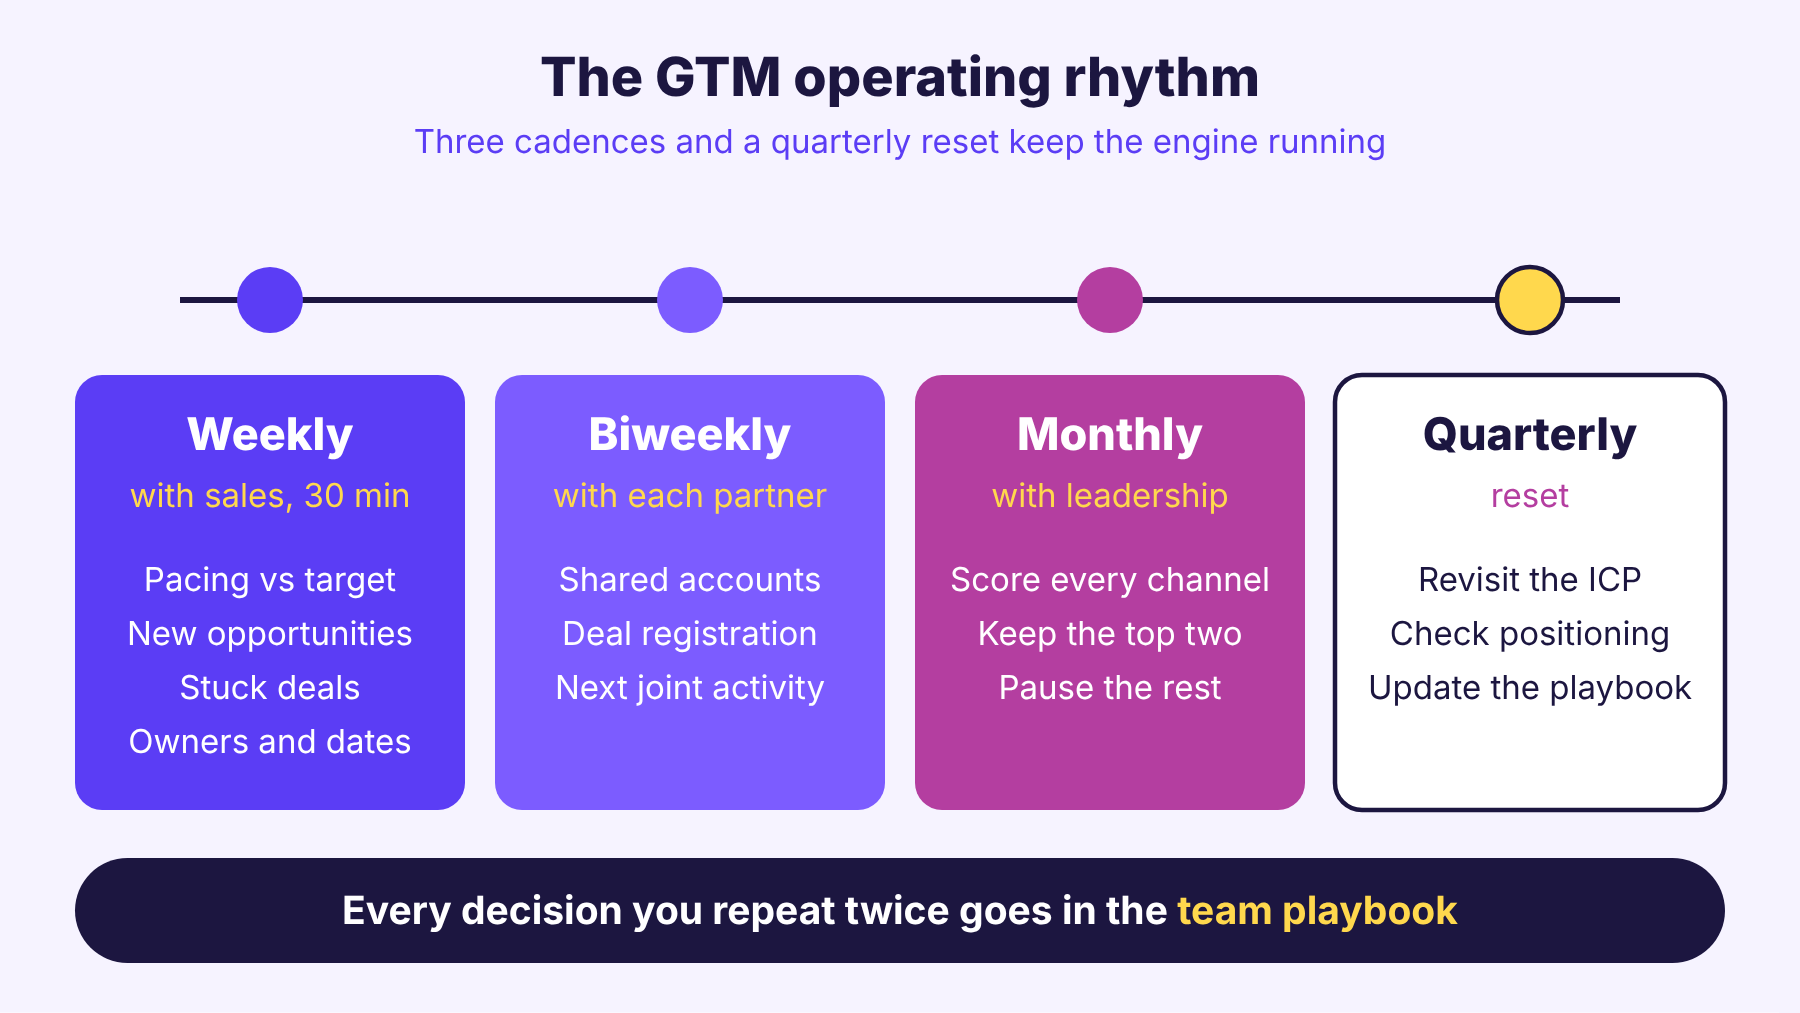 The GTM operating rhythm
Three cadences and a quarterly reset keep the engine running
Weekly
with sales, 30 min
Pacing vs target
New opportunities
Stuck deals
Owners and dates
Biweekly
with each partner
Shared accounts
Deal registration
Next joint activity
Monthly
with leadership
Score every channel
Keep the top two
Pause the rest
Quarterly
reset
Revisit the ICP
Check positioning
Update the playbook
Every decision you repeat twice goes in the team playbook